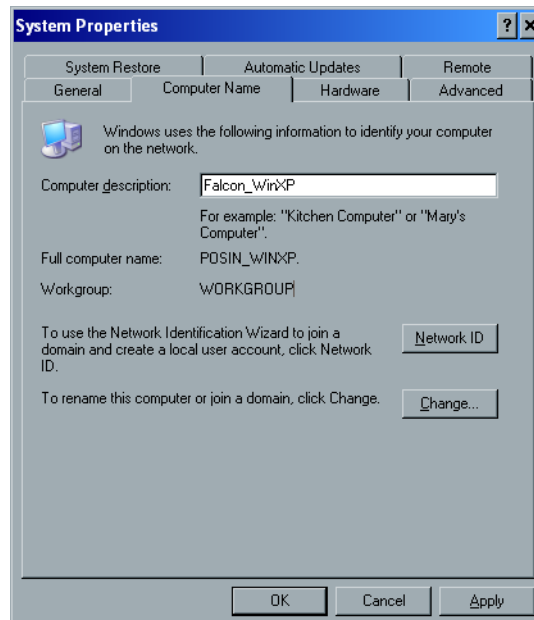 System Properties
System Restore Automatic Updates Remote
General Computer Name Hardware Advanced
Windows uses the following information to identify your computer
on the network.
Computer description: Falcon_WinXP
For example: "Kitchen Computer" or "Mary's
Computer".
Full computer name: POSIN_WINXP.
Workgroup: WORKGROUP
To use the Network Identification Wizard to join a
domain and create a local user account, click Network
ID.
Network ID
To rename this computer or join a domain, click Change.
Change...
OK Cancel Apply